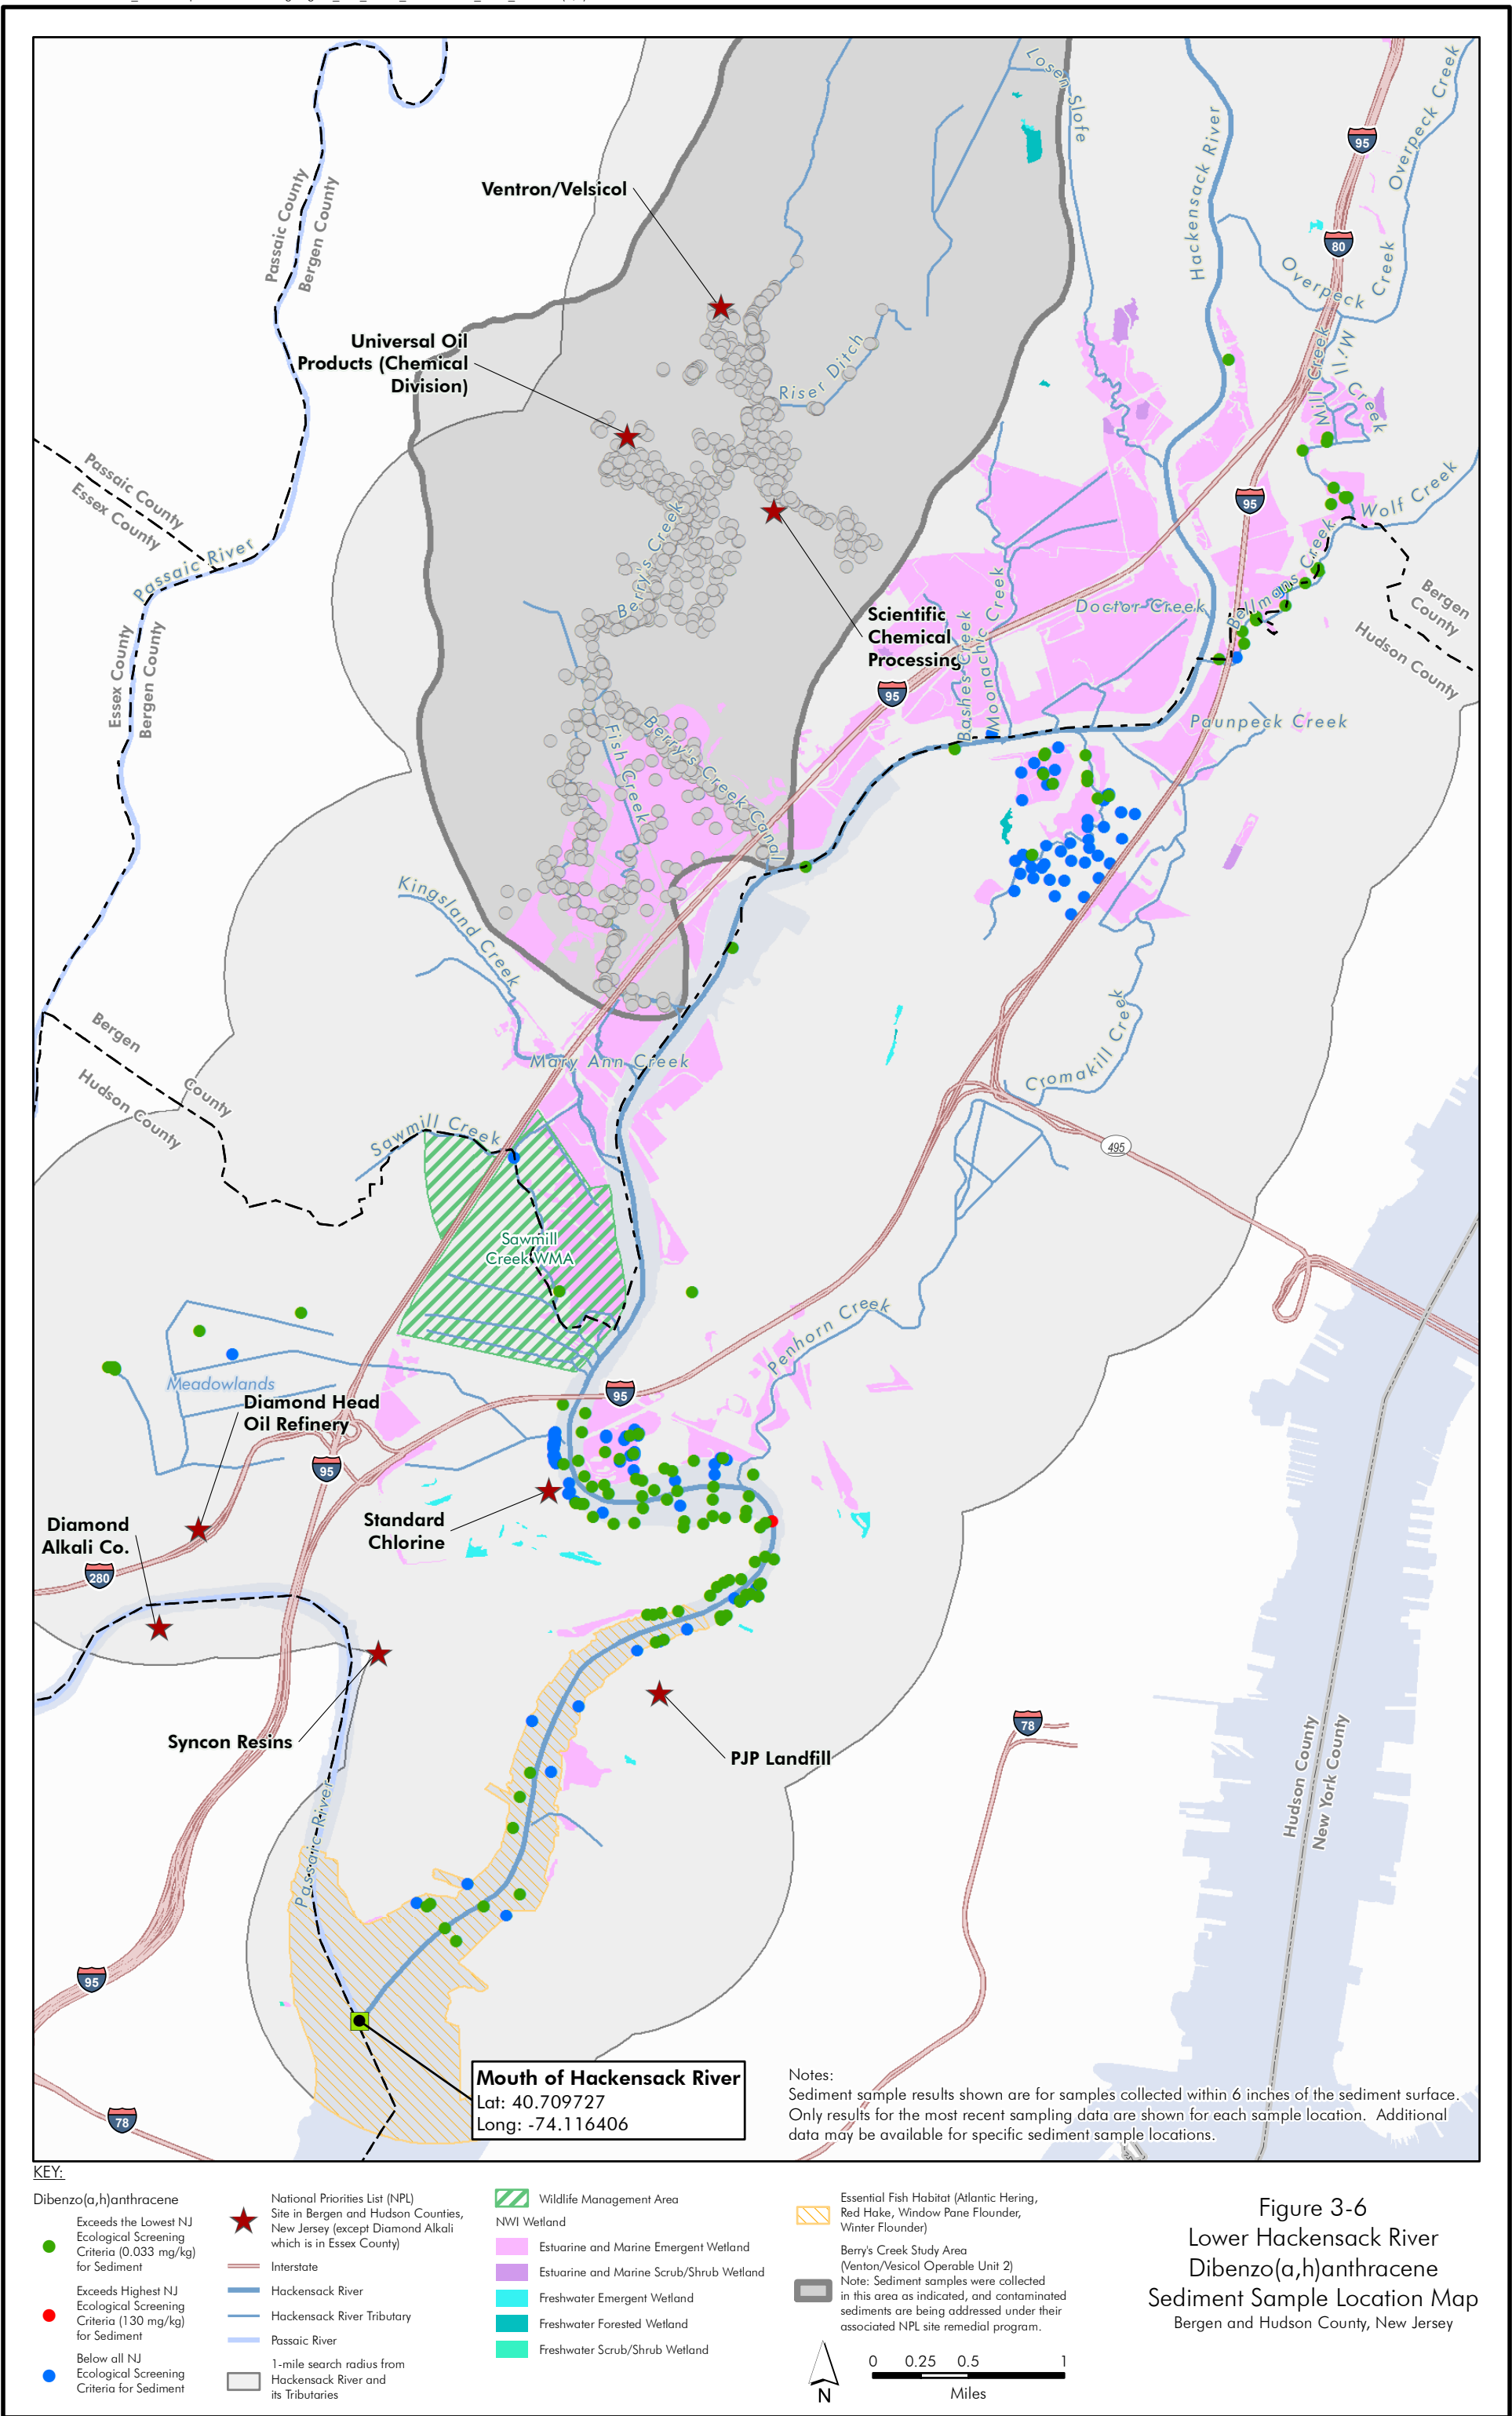 Losen Slofe
Hackensack River
Overpeck Creek
95
Ventron/Velsicol
Passaic County
Bergen County
80
Overpeck Creek
Universal Oil
Products (Chemical
Division)
Riser Ditch
Mill Creek
Mill Creek
Passaic County
Essex County
95
Wolf Creek
Passaic River
Berry's Creek
Bellmans Creek
Bergen
County
Hudson County
Doctor Creek
Scientific
Chemical
Processing
Bashes Creek
Moonachie Creek
95
Essex County
Bergen County
Paunpeck Creek
Fish Creek
Berry's Creek Canal
Kingsland Creek
Bergen
County
Hudson County
Mary Ann Creek
Cromakill Creek
Sawmill Creek
495
Sawmill
Creek WMA
Penhorn Creek
Meadowlands
95
Diamond Head
Oil Refinery
95
Standard
Chlorine
Diamond
Alkali Co.
280
Syncon Resins
PJP Landfill
78
Hudson County
New York County
Passaic River
95
78
Mouth of Hackensack River
Lat: 40.709727
Long: -74.116406
Notes:
Sediment sample results shown are for samples collected within 6 inches of the sediment surface.
Only results for the most recent sampling data are shown for each sample location. Additional
data may be available for specific sediment sample locations.
KEY:
Dibenzo(a,h)anthracene
Exceeds the Lowest NJ
Ecological Screening
Criteria (0.033 mg/kg)
for Sediment
Exceeds Highest NJ
Ecological Screening
Criteria (130 mg/kg)
for Sediment
Below all NJ
Ecological Screening
Criteria for Sediment
National Priorities List (NPL)
Site in Bergen and Hudson Counties,
New Jersey (except Diamond Alkali
which is in Essex County)
Interstate
Hackensack River
Hackensack River Tributary
Passaic River
1-mile search radius from
Hackensack River and
its Tributaries
Wildlife Management Area
NWI Wetland
Estuarine and Marine Emergent Wetland
Estuarine and Marine Scrub/Shrub Wetland
Freshwater Emergent Wetland
Freshwater Forested Wetland
Freshwater Scrub/Shrub Wetland
Essential Fish Habitat (Atlantic Hering,
Red Hake, Window Pane Flounder,
Winter Flounder)
Berry's Creek Study Area
(Venton/Vesicol Operable Unit 2)
Note: Sediment samples were collected
in this area as indicated, and contaminated
sediments are being addressed under their
associated NPL site remedial program.
N
0 0.25 0.5 1
Miles
Figure 3-6
Lower Hackensack River
Dibenzo(a,h)anthracene
Sediment Sample Location Map
Bergen and Hudson County, New Jersey